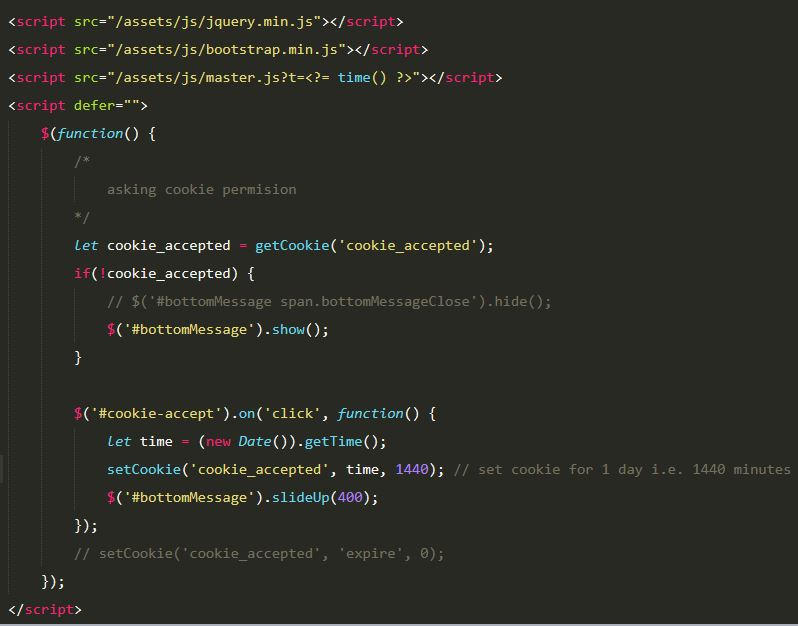 <script src="/assets/js/jquery.min.js"></script>
<script src="/assets/js/bootstrap.min.js"></script>
<script src="/assets/js/master.js?t=<?= time() ?>"></script>
<script defer="">
    $(function() {
        /*
            asking cookie permision
        */
        let cookie_accepted = getCookie('cookie_accepted');
        if(!cookie_accepted) {
            // $('#bottomMessage span.bottomMessageClose').hide();
            $('#bottomMessage').show();
        }

        $('#cookie-accept').on('click', function() {
            let time = (new Date()).getTime();
            setCookie('cookie_accepted', time, 1440); // set cookie for 1 day i.e. 1440 minutes
            $('#bottomMessage').slideUp(400);
        });
        // setCookie('cookie_accepted', 'expire', 0);
    });
</script>